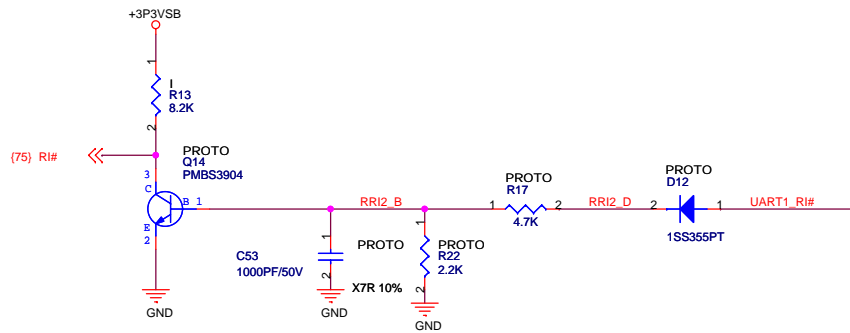 +3P3VSB
1
I
R13
8.2K
2
{75} RI#
PROTO
Q14
PMBS3904
3
C
B 1
E
2
GND
RRI2_B
1
C53
1000PF/50V
PROTO
2
X7R 10%
GND
1
PROTO
R22
2.2K
2
GND
PROTO
1 R17 2
4.7K
RRI2_D
PROTO
D12
2 1
1SS355PT
UART1_RI#